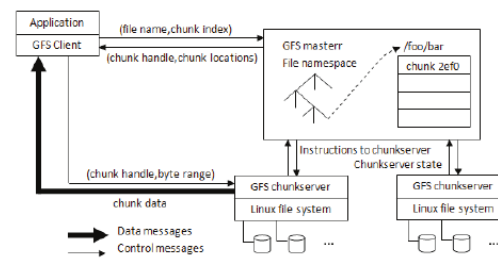 Application
GFS Client
(file name,chunk index)
(chunk handle,chunk locations)
GFS masterr
File namespace
/foo/bar
chunk 2ef0
Instructions to chunkserver
Chunkserver state
(chunk handle,byte range)
chunk data
GFS chunkserver
Linux file system
...
GFS chunkserver
Linux file system
...
Data messages
Control messages